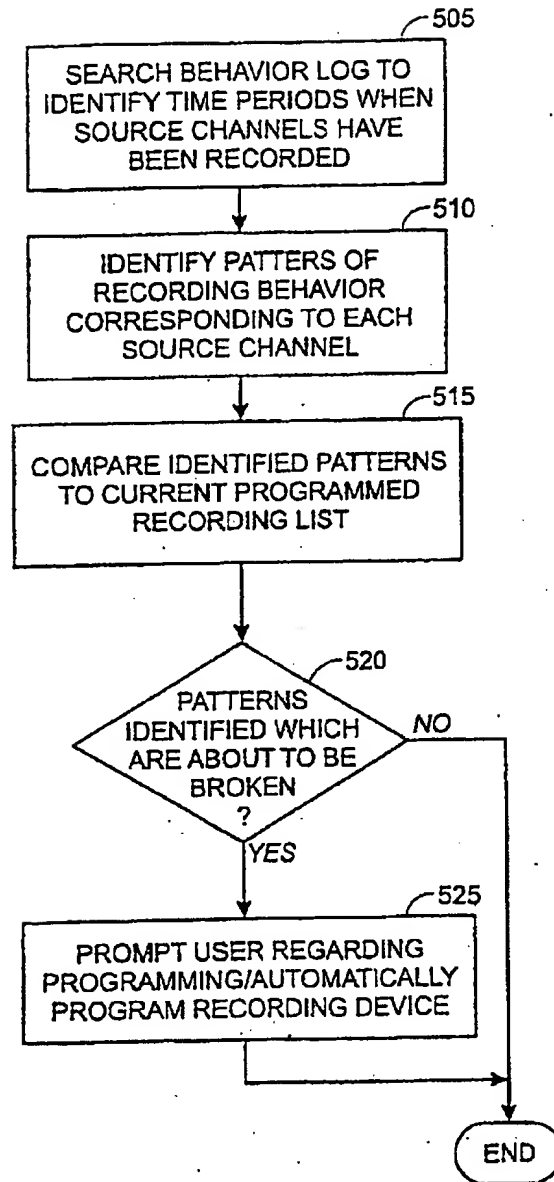 505
SEARCH BEHAVIOR LOG TO
IDENTIFY TIME PERIODS WHEN
SOURCE CHANNELS HAVE
BEEN RECORDED
510
IDENTIFY PATTERS OF
RECORDING BEHAVIOR
CORRESPONDING TO EACH
SOURCE CHANNEL
515
COMPARE IDENTIFIED PATTERNS
TO CURRENT PROGRAMMED
RECORDING LIST
520
PATTERNS
IDENTIFIED WHICH
ARE ABOUT TO BE
BROKEN
?
NO
YES
525
PROMPT USER REGARDING
PROGRAMMING/AUTOMATICALLY
PROGRAM RECORDING DEVICE
END